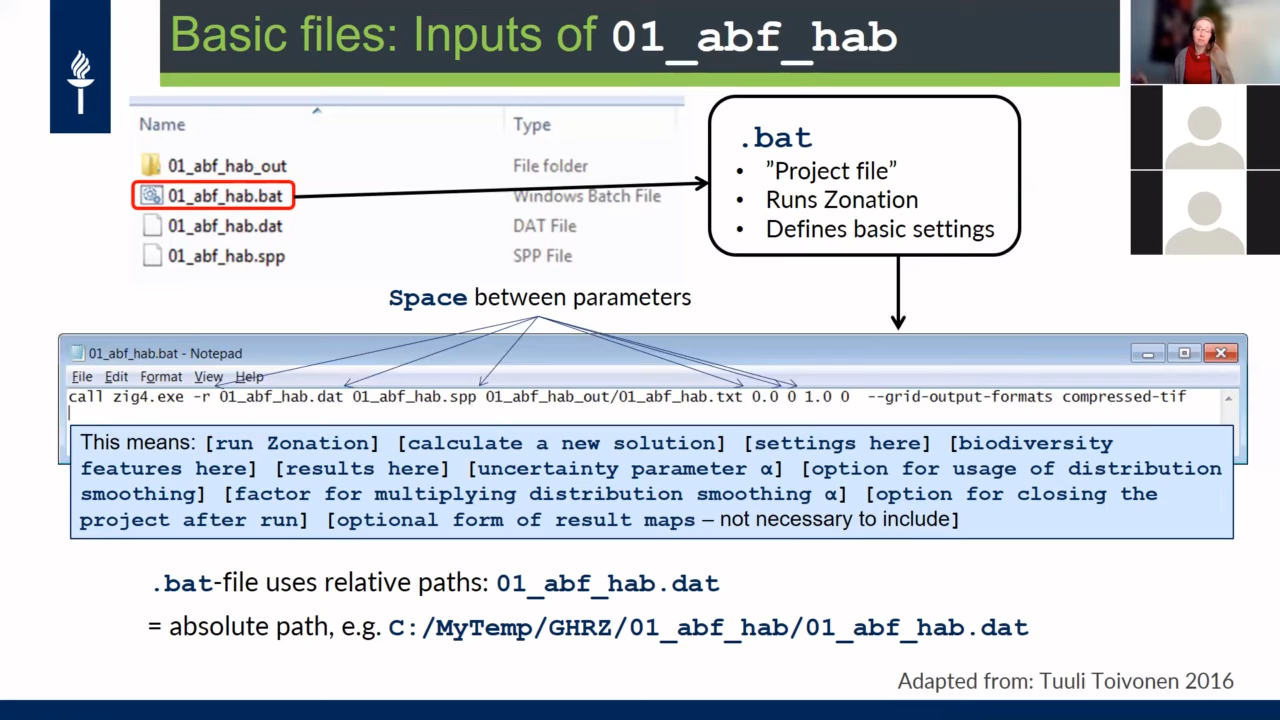 Basic files: Inputs of 01_abf_hab
Name Type
01_abf_hab_out File folder
01_abf_hab.bat Windows Batch File
01_abf_hab.dat DAT File
01_abf_hab.spp SPP File
.bat
• ”Project file”
• Runs Zonation
• Defines basic settings
Space between parameters
01_abf_hab.bat - Notepad
File Edit Format View Help
call zig4.exe -r 01_abf_hab.dat 01_abf_hab.spp 01_abf_hab_out/01_abf_hab.txt 0.0 0 1.0 0 --grid-output-formats compressed-tif
This means: [run Zonation] [calculate a new solution] [settings here] [biodiversity
features here] [results here] [uncertainty parameter α] [option for usage of distribution
smoothing] [factor for multiplying distribution smoothing α] [option for closing the
project after run] [optional form of result maps – not necessary to include]
.bat-file uses relative paths: 01_abf_hab.dat
= absolute path, e.g. C:/MyTemp/GHRZ/01_abf_hab/01_abf_hab.dat
Adapted from: Tuuli Toivonen 2016